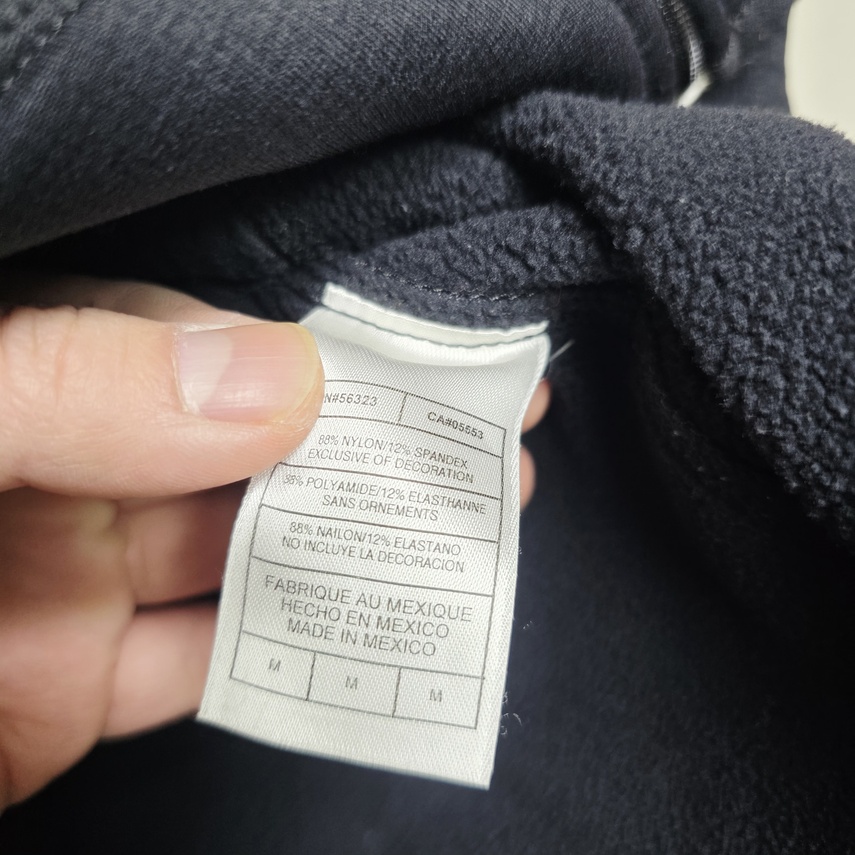 N#56323
CA#05553
88% NYLON/12% SPANDEX
EXCLUSIVE OF DECORATION
88% POLYAMIDE/12% ELASTHANNE
SANS ORNEMENTS
88% NAILON/12% ELASTANO
NO INCLUYE LA DECORACION
FABRIQUE AU MEXIQUE
HECHO EN MEXICO
MADE IN MEXICO
M M M